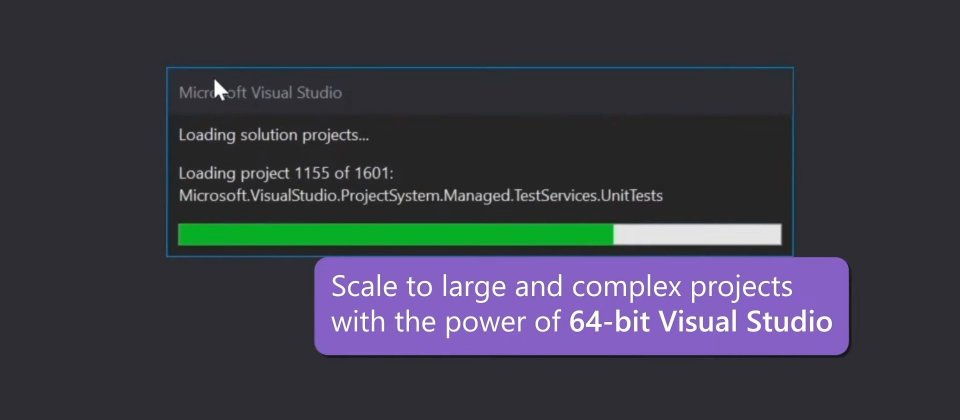 Microsoft Visual Studio
Loading solution projects...
Loading project 1155 of 1601:
Microsoft.VisualStudio.ProjectSystem.Managed.TestServices.UnitTests
Scale to large and complex projects
with the power of 64-bit Visual Studio